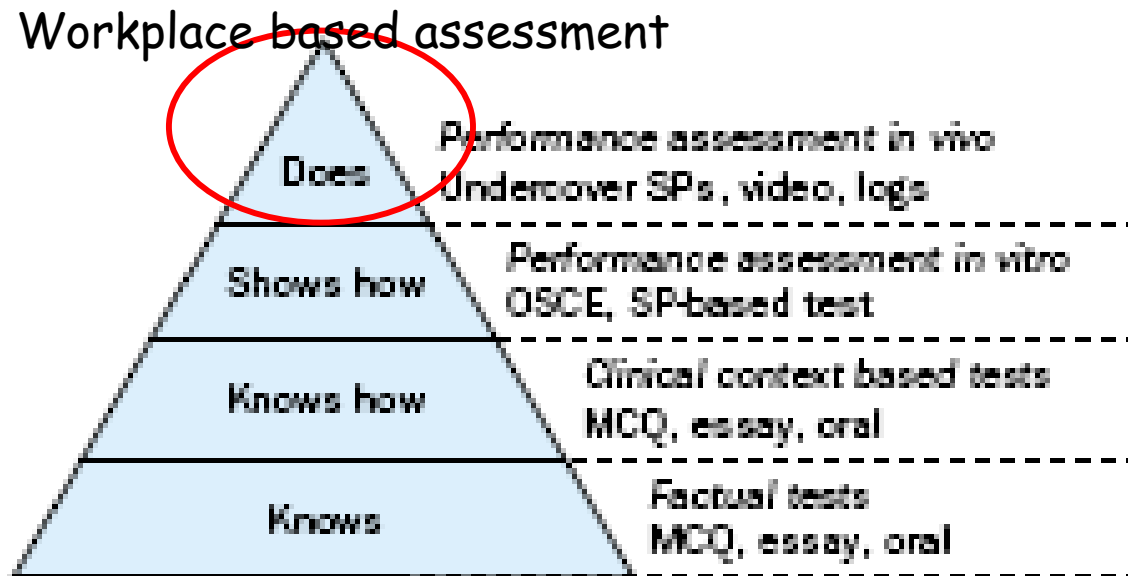 Workplace based assessment
Does
Performance assessment in vivo
Undercover SPs, video, logs
Shows how
Performance assessment in vitro
OSCE, SP-based test
Knows how
Clinical context based tests
MCQ, essay, oral
Knows
Factual tests
MCQ, essay, oral